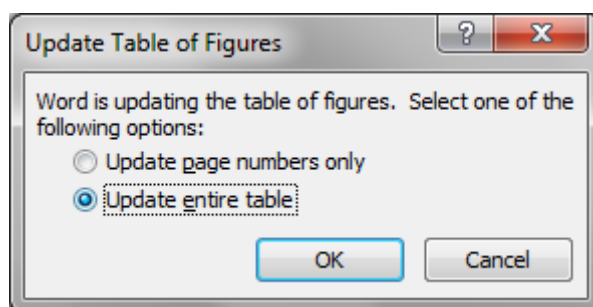 Update Table of Figures
Word is updating the table of figures. Select one of the
following options:
Update page numbers only
Update entire table
OK
Cancel